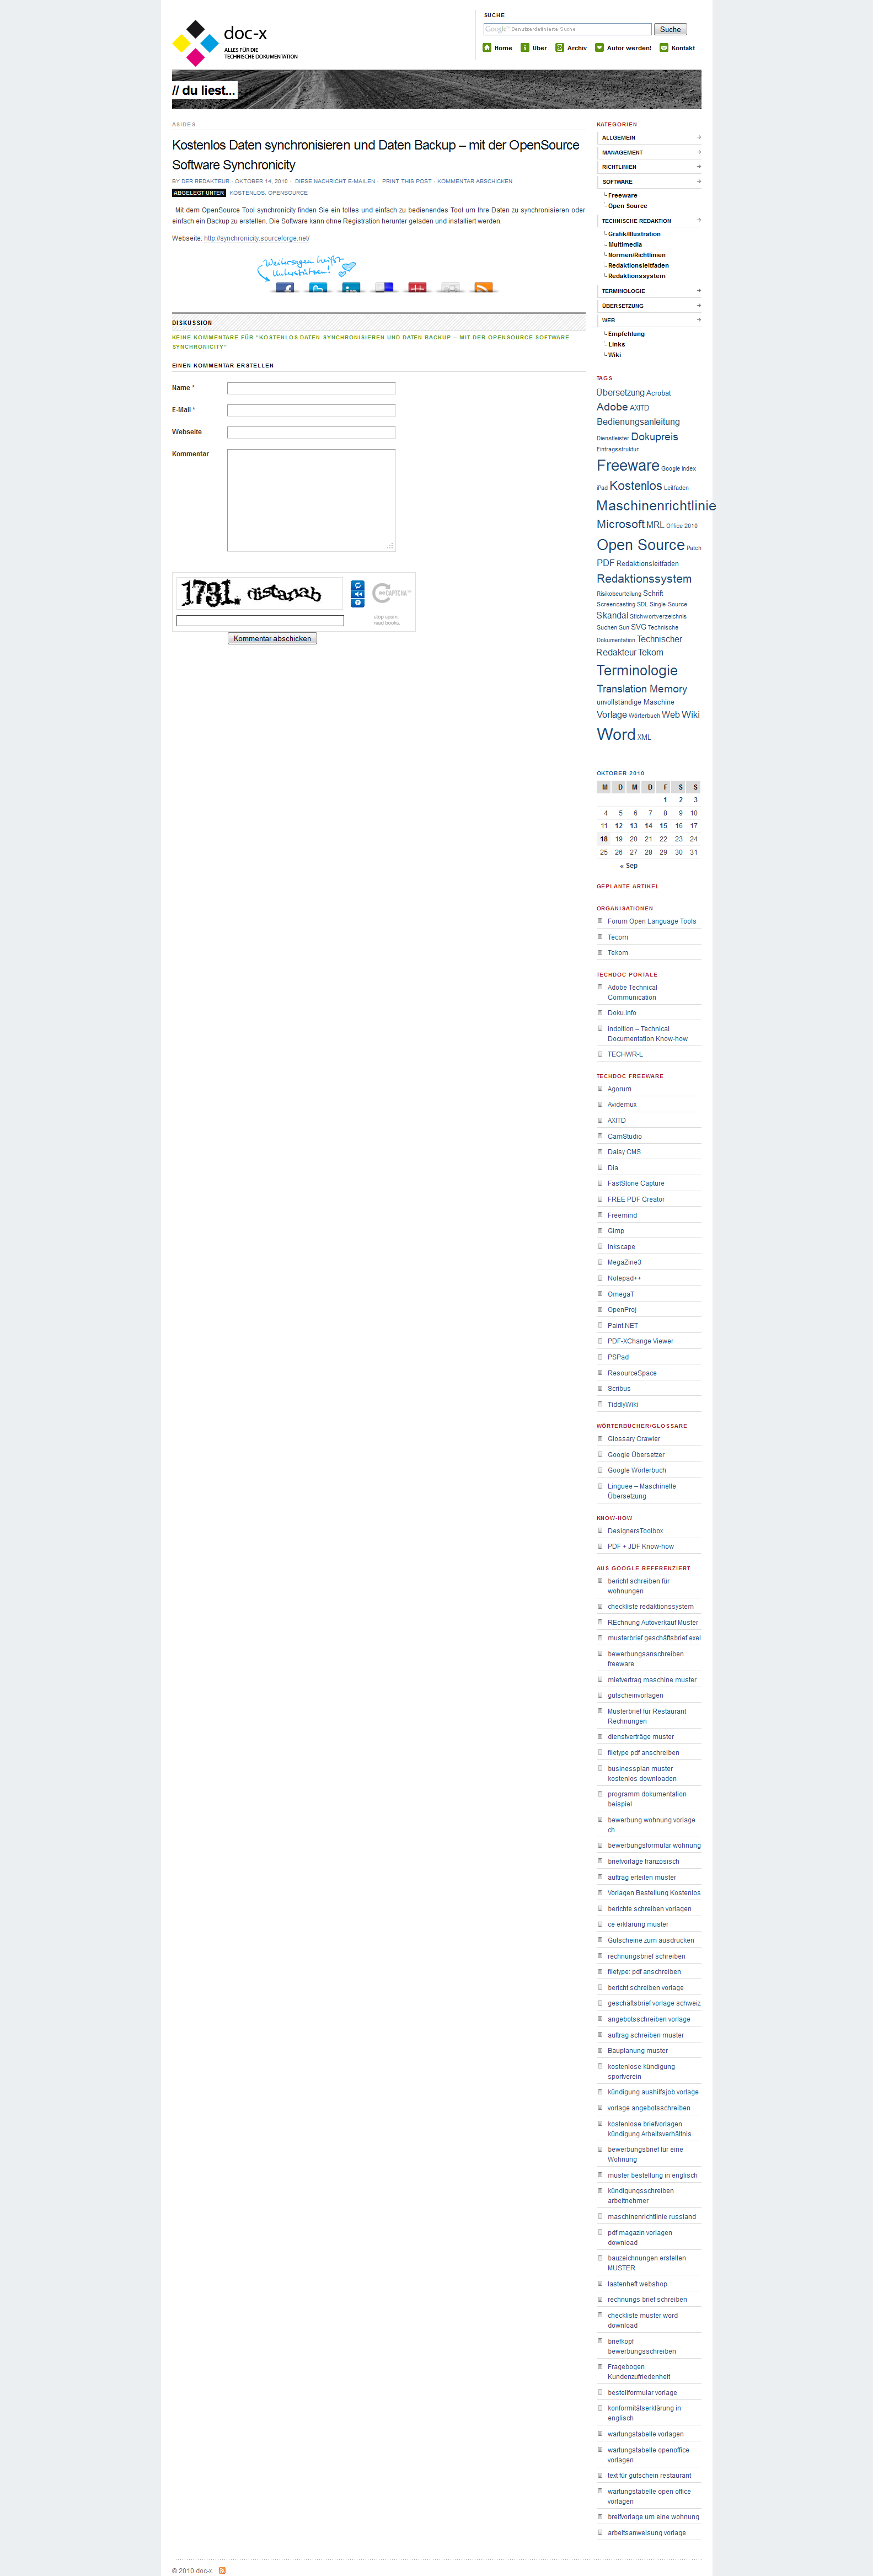 doc-x
ALLES FÜR DIE
TECHNISCHE DOKUMENTATION
SUCHE
Google™ Benutzerdefinierte Suche
Suche
Home Über Archiv Autor werden! Kontakt
// du liest...
ASIDES
Kostenlos Daten synchronisieren und Daten Backup – mit der OpenSource
Software Synchronicity
BY DER REDAKTEUR · OKTOBER 14, 2010 · DIESE NACHRICHT E-MAILEN · PRINT THIS POST · KOMMENTAR ABSCHICKEN
ABGELEGT UNTER KOSTENLOS, OPENSOURCE
Mit dem OpenSource Tool synchronicity finden Sie ein tolles und einfach zu bedienendes Tool um Ihre Daten zu synchronisieren oder
einfach ein Backup zu erstellen. Die Software kann ohne Registration herunter geladen und installiert werden.
Webseite: http://synchronicity.sourceforge.net/
Weitersagen heißt
Unterstützen!
DISKUSSION
KEINE KOMMENTARE FÜR “KOSTENLOS DATEN SYNCHRONISIEREN UND DATEN BACKUP – MIT DER OPENSOURCE SOFTWARE
SYNCHRONICITY”
EINEN KOMMENTAR ERSTELLEN
Name *
E-Mail *
Webseite
Kommentar
173L distanab
CAPTCHA™
stop spam.
read books.
Kommentar abschicken
KATEGORIEN
ALLGEMEIN
MANAGEMENT
RICHTLINIEN
SOFTWARE
Freeware
Open Source
TECHNISCHE REDAKTION
Grafik/Illustration
Multimedia
Normen/Richtlinien
Redaktionsleitfaden
Redaktionssystem
TERMINOLOGIE
ÜBERSETZUNG
WEB
Empfehlung
Links
Wiki
TAGS
Übersetzung Acrobat
Adobe AXITD
Bedienungsanleitung
Dienstleister Dokupreis
Eintragsstruktur
Freeware Google Index
iPad Kostenlos Leitfaden
Maschinenrichtlinie
Microsoft MRL Office 2010
Open Source Patch
PDF Redaktionsleitfaden
Redaktionssystem
Risikobeurteilung Schrift
Screencasting SDL Single-Source
Skandal Stichwortverzeichnis
Suchen Sun SVG Technische
Dokumentation Technischer
Redakteur Tekom
Terminologie
Translation Memory
unvollständige Maschine
Vorlage Wörterbuch Web Wiki
Word XML
OKTOBER 2010
M D M D F S S
1 2 3
4 5 6 7 8 9 10
11 12 13 14 15 16 17
18 19 20 21 22 23 24
25 26 27 28 29 30 31
« Sep
GEPLANTE ARTIKEL
ORGANISATIONEN
Forum Open Language Tools
Tecom
Tekom
TECHDOC PORTALE
Adobe Technical
Communication
Doku.Info
indoition – Technical
Documentation Know-how
TECHWR-L
TECHDOC FREEWARE
Agorum
Avidemux
AXITD
CamStudio
Daisy CMS
Dia
FastStone Capture
FREE PDF Creator
Freemind
Gimp
Inkscape
MegaZine3
Notepad++
OmegaT
OpenProj
Paint.NET
PDF-XChange Viewer
PSPad
ResourceSpace
Scribus
TiddlyWiki
WÖRTERBÜCHER/GLOSSARE
Glossary Crawler
Google Übersetzer
Google Wörterbuch
Linguee – Maschinelle
Übersetzung
KNOW-HOW
DesignersToolbox
PDF + JDF Know-how
AUS GOOGLE REFERENZIERT
bericht schreiben für
wohnungen
checkliste redaktionssystem
REchnung Autoverkauf Muster
musterbrief geschäftsbrief exel
bewerbungsanschreiben
freeware
mietvertrag maschine muster
gutscheinvorlagen
Musterbrief für Restaurant
Rechnungen
dienstverträge muster
filetype pdf anschreiben
businessplan muster
kostenlos downloaden
programm dokumentation
beispiel
bewerbung wohnung vorlage
ch
bewerbungsformular wohnung
briefvorlage französisch
auftrag erteilen muster
Vorlagen Bestellung Kostenlos
berichte schreiben vorlagen
ce erklärung muster
Gutscheine zum ausdrucken
rechnungsbrief schreiben
filetype: pdf anschreiben
bericht schreiben vorlage
geschäftsbrief vorlage schweiz
angebotsschreiben vorlage
auftrag schreiben muster
Bauplanung muster
kostenlose kündigung
sportverein
kündigung aushilfsjob vorlage
vorlage angebotsschreiben
kostenlose briefvorlagen
kündigung Arbeitsverhältnis
bewerbungsbrief für eine
Wohnung
muster bestellung in englisch
kündigungsschreiben
arbeitnehmer
maschinenrichtlinie russland
pdf magazin vorlagen
download
bauzeichnungen erstellen
MUSTER
lastenheft webshop
rechnungs brief schreiben
checkliste muster word
download
briefkopf
bewerbungsschreiben
Fragebogen
Kundenzufriedenheit
bestellformular vorlage
konformitätserklärung in
englisch
wartungstabelle vorlagen
wartungstabelle openoffice
vorlagen
text für gutschein restaurant
wartungstabelle open office
vorlagen
breifvorlage um eine wohnung
arbeitsanweisung vorlage
© 2010 doc-x.